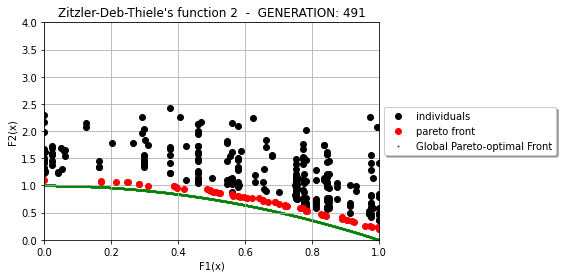 Zitzler-Deb-Thiele's function 2 - GENERATION: 491
4.0
3.5
3.0
2.5
2.0
1.5
1.0
0.5
0.0
F2(x)
0.0 0.2 0.4 0.6 0.8 1.0
F1(x)
individuals
pareto front
Global Pareto-optimal Front